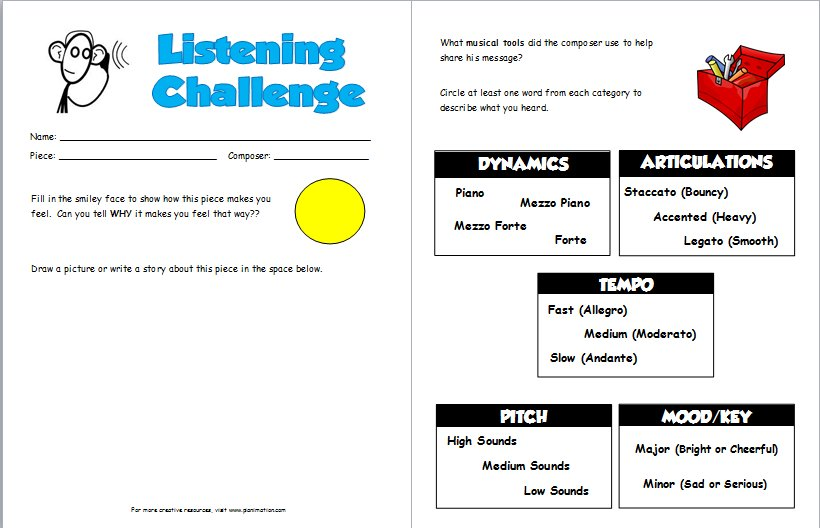 Listening
Challenge
Name:
Piece: Composer:
Fill in the smiley face to show how this piece makes you
feel. Can you tell WHY it makes you feel that way??
Draw a picture or write a story about this piece in the space below.
For more creative resources, visit www.pianimation.com
What musical tools did the composer use to help
share his message?
Circle at least one word from each category to
describe what you heard.
DYNAMICS
Piano
Mezzo Piano
Mezzo Forte
Forte
ARTICULATIONS
Staccato (Bouncy)
Accented (Heavy)
Legato (Smooth)
TEMPO
Fast (Allegro)
Medium (Moderato)
Slow (Andante)
PITCH
High Sounds
Medium Sounds
Low Sounds
MOOD/KEY
Major (Bright or Cheerful)
Minor (Sad or Serious)